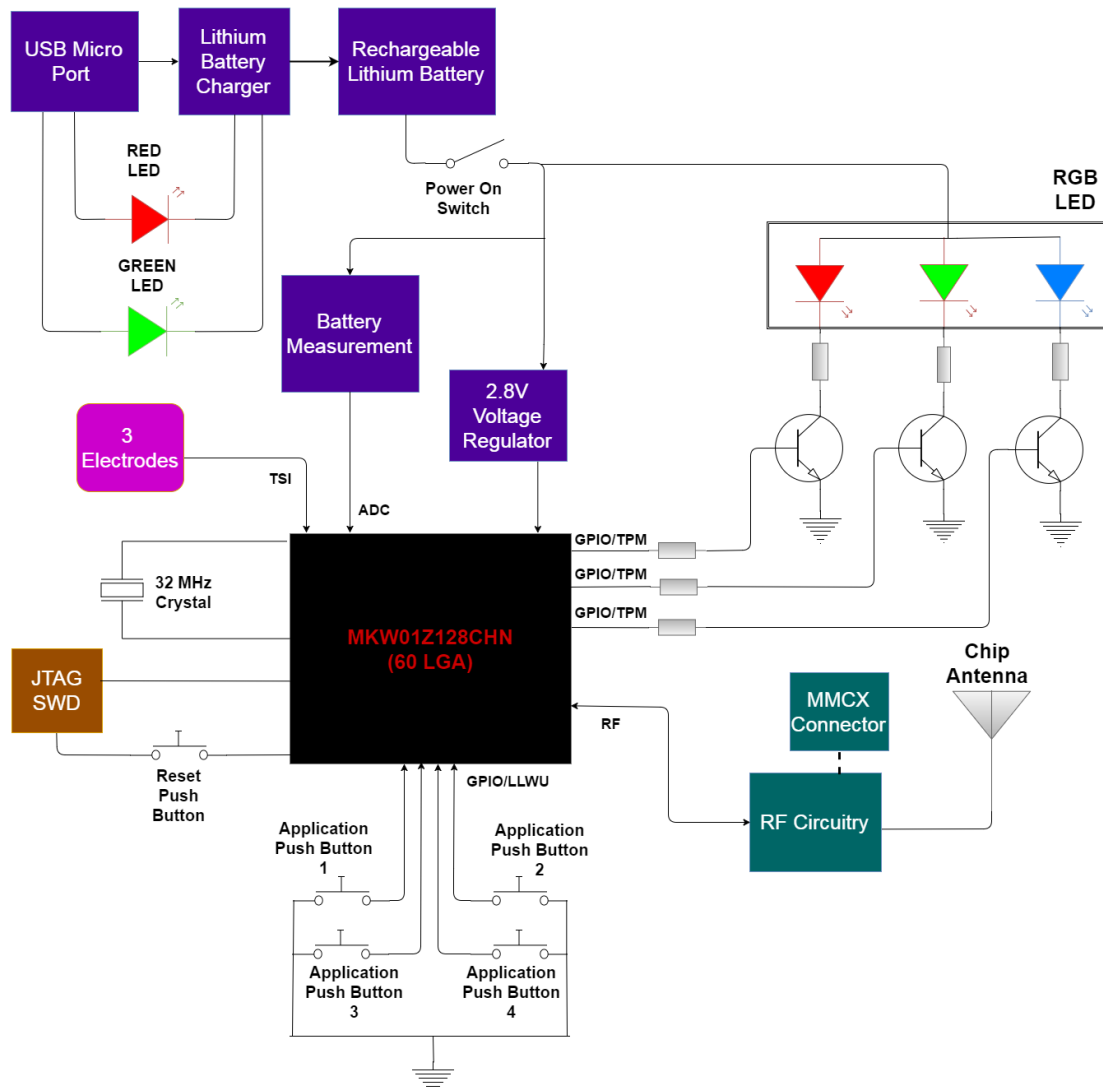 USB Micro
Port
Lithium
Battery
Charger
Rechargeable
Lithium Battery
RED
LED
GREEN
LED
Power On
Switch
RGB
LED
Battery
Measurement
2.8V
Voltage
Regulator
3
Electrodes
TSI
ADC
32 MHz
Crystal
MKW01Z128CHN
(60 LGA)
GPIO/TPM
GPIO/TPM
GPIO/TPM
JTAG
SWD
Reset
Push
Button
RF
GPIO/LLWU
MMCX
Connector
Chip
Antenna
RF Circuitry
Application
Push Button
1
Application
Push Button
2
Application
Push Button
3
Application
Push Button
4